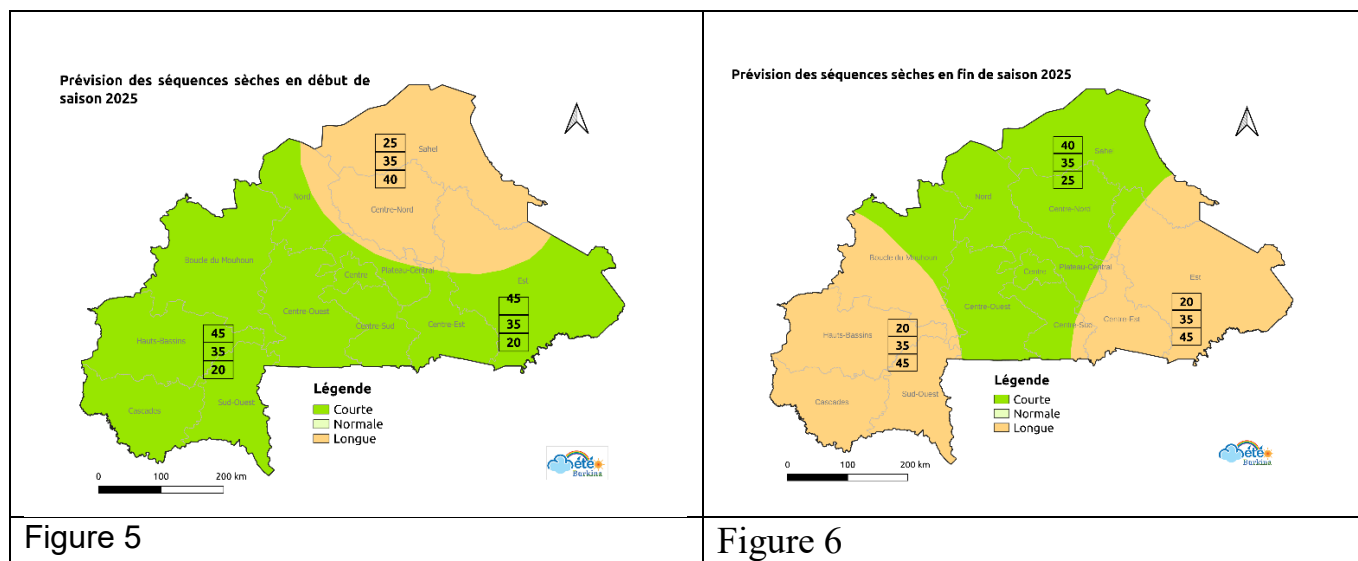 Prévision des séquences sèches en début de
saison 2025
25
35
40
Sahel
Nord
Centre-Nord
Boucle du Mouhoun
Centre
Plateau-Central
Est
45
35
20
Centre-Ouest
Centre-Sud
Centre-Est
Hauts-Bassins
45
35
20
Cascades
Sud-Ouest
Légende
Courte
Normale
Longue
0 100 200 km
été
Burkina
Figure 5
Prévision des séquences sèches en fin de saison 2025
40
35
25
Sahel
Nord
Centre-Nord
Boucle du Mouhoun
Centre
Plateau-Central
Est
20
35
45
Centre-Ouest
Centre-Sud
Centre-Est
Hauts-Bassins
20
35
45
Cascades
Sud-Ouest
Légende
Courte
Normale
Longue
0 100 200 km
été
Burkina
Figure 6